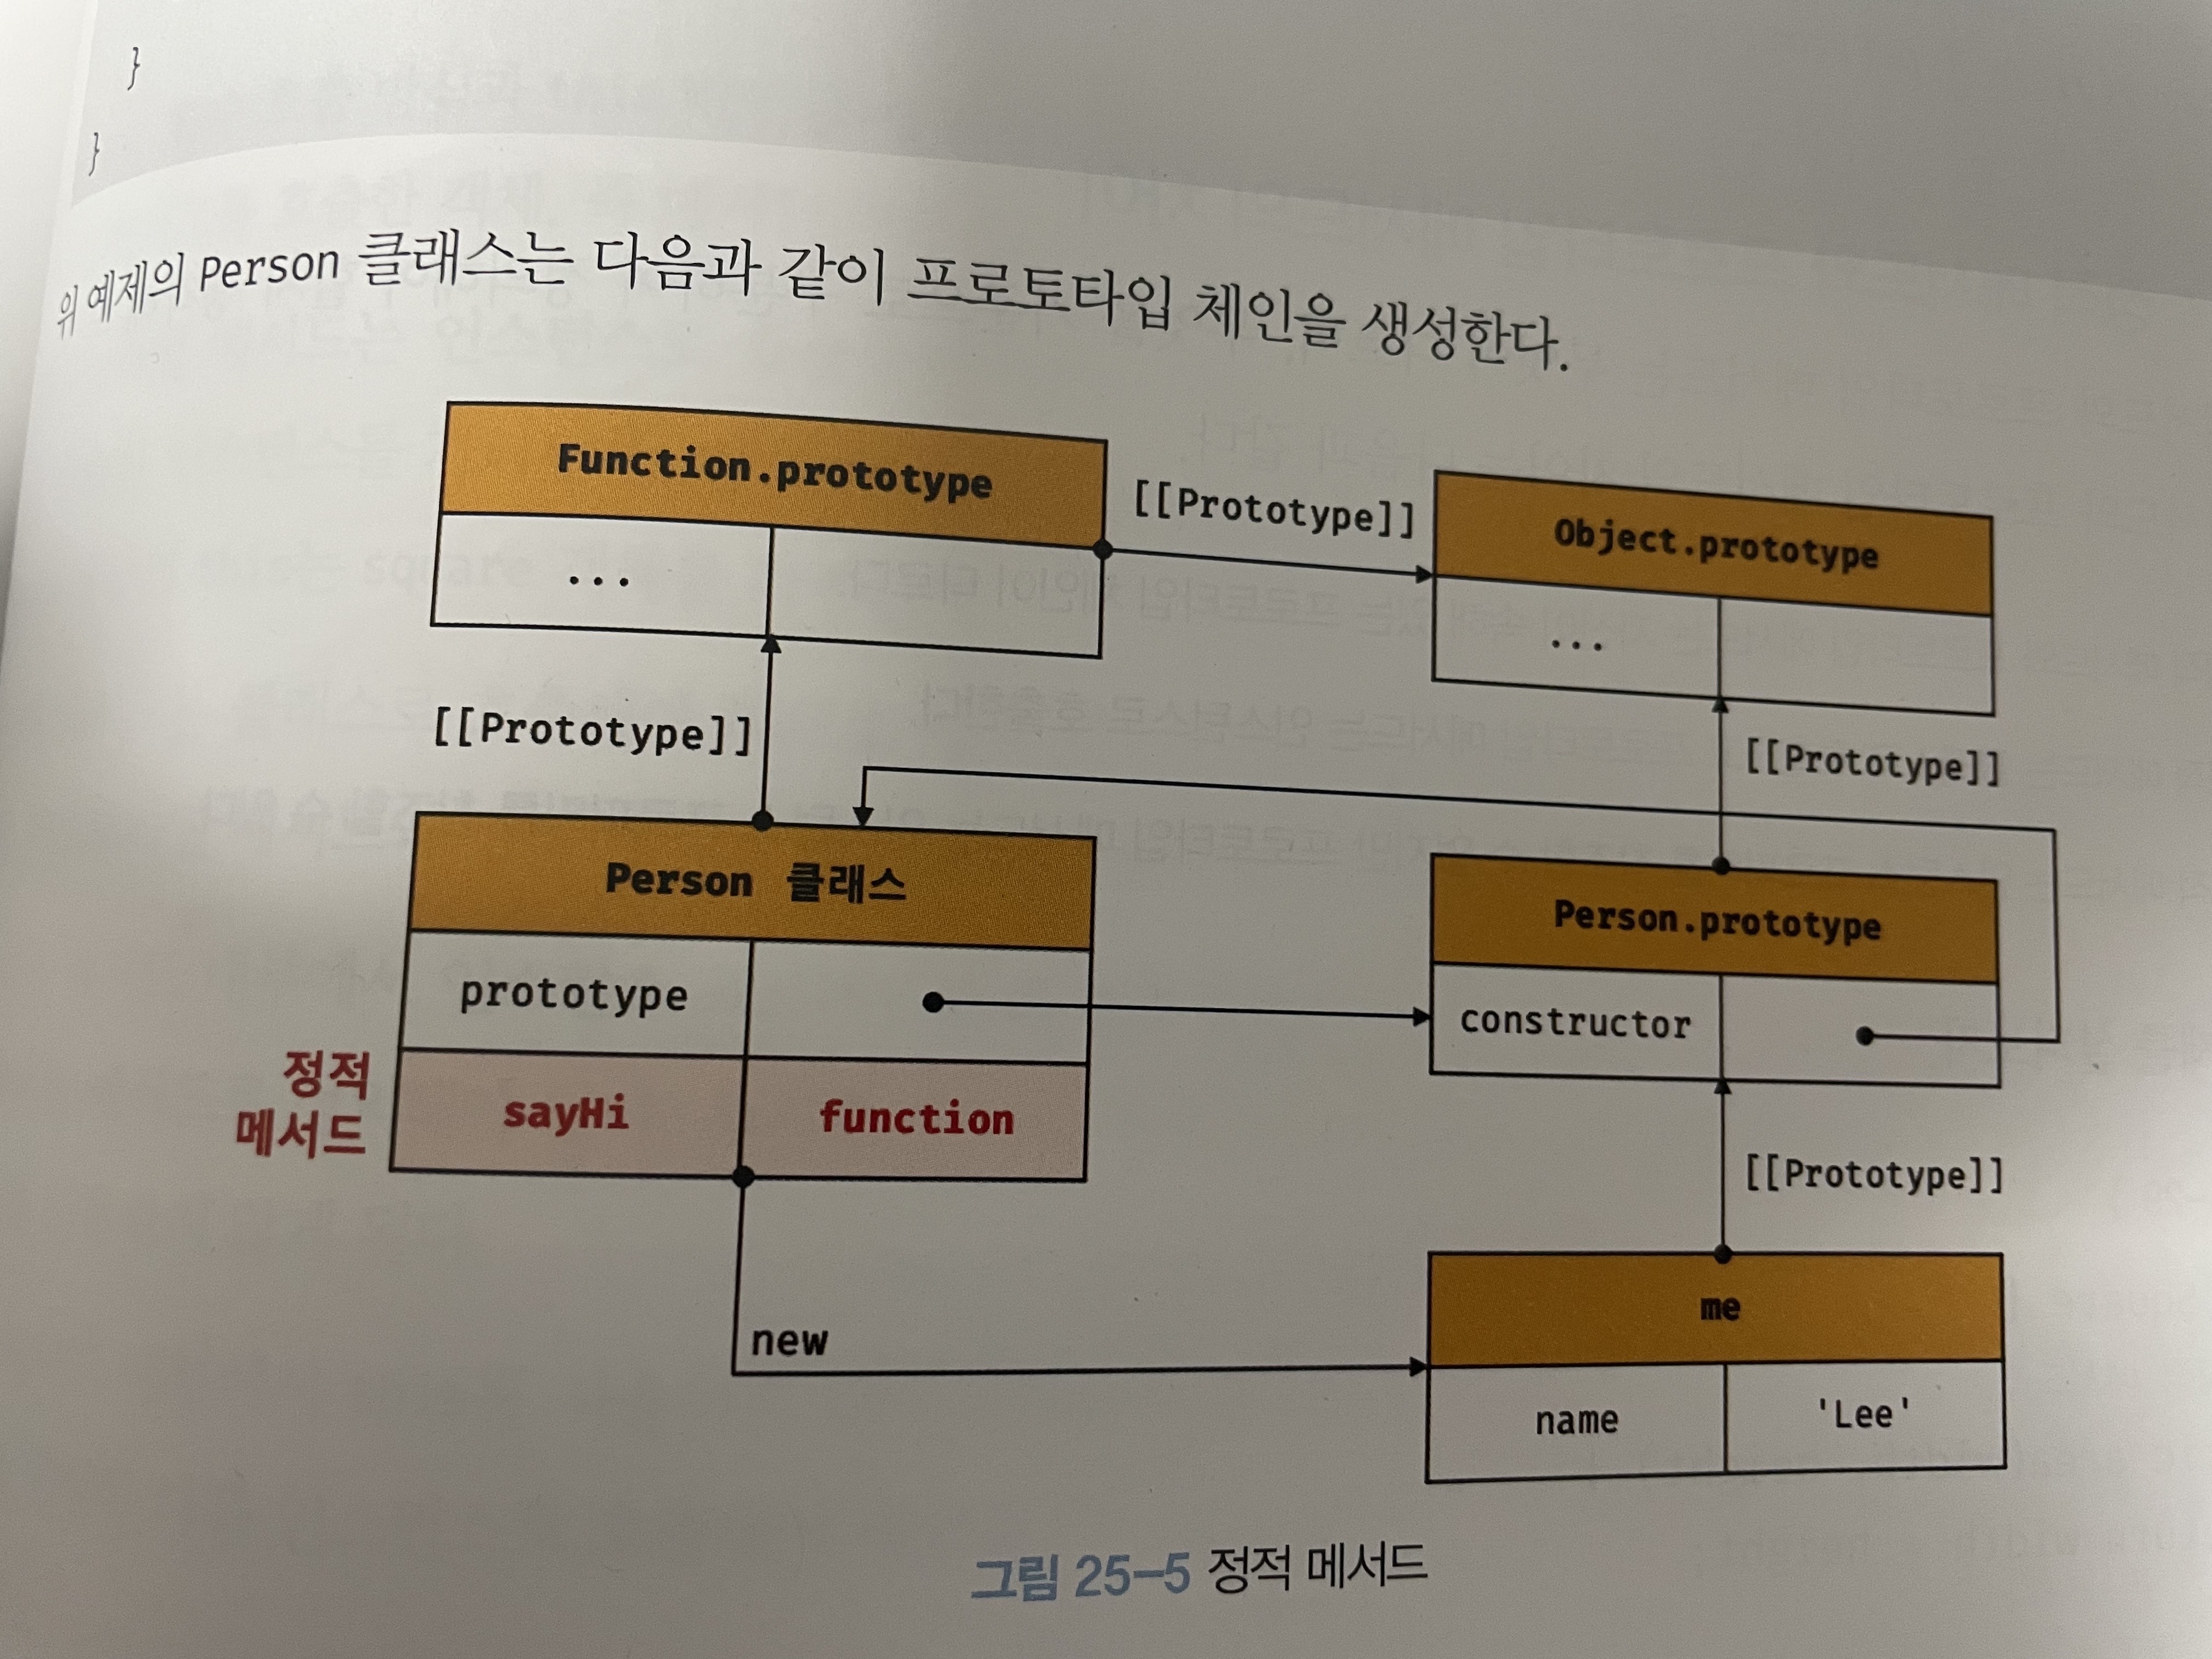 }
}
위 예제의 Person 클래스는 다음과 같이 프로토타입 체인을 생성한다.
Function.prototype
...
[[Prototype]]
Object.prototype
...
[[Prototype]]
[[Prototype]]
Person 클래스
prototype
정적
메서드
sayHi
function
Person.prototype
constructor
[[Prototype]]
new
me
name
'Lee'
그림 25-5 정적 메서드